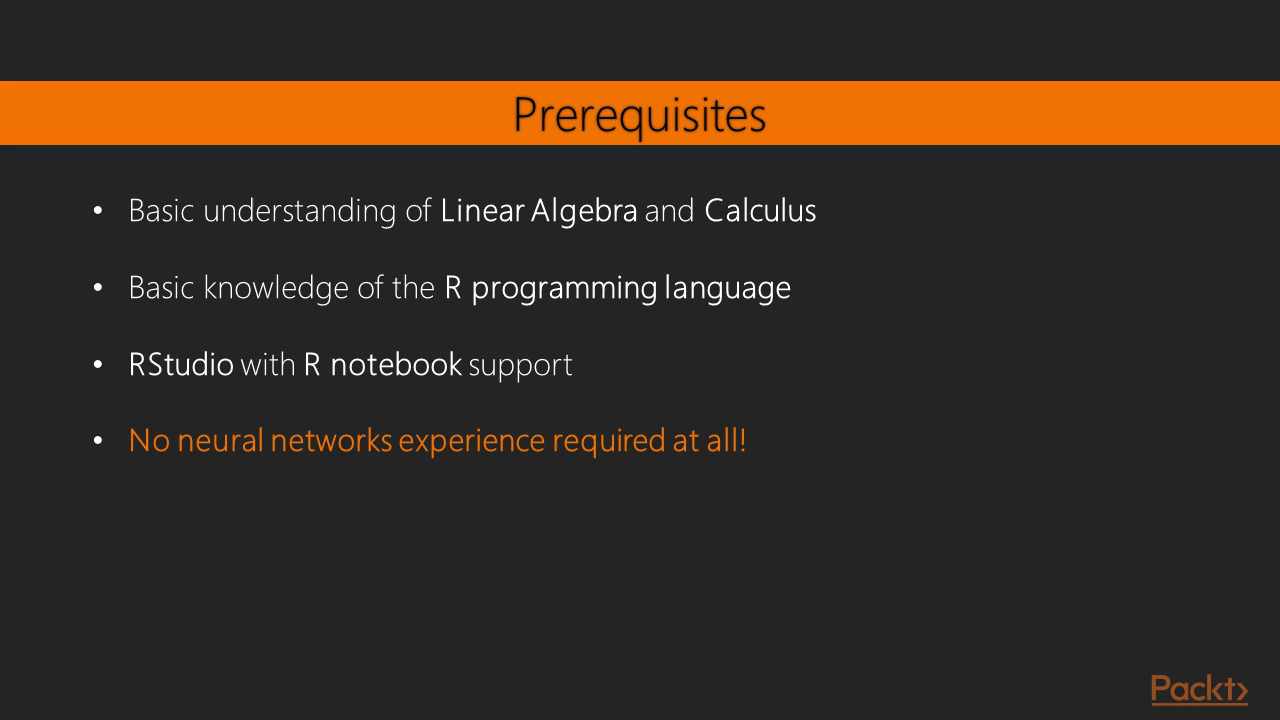 Prerequisites
• Basic understanding of Linear Algebra and Calculus
• Basic knowledge of the R programming language
• RStudio with R notebook support
• No neural networks experience required at all!
Packt>